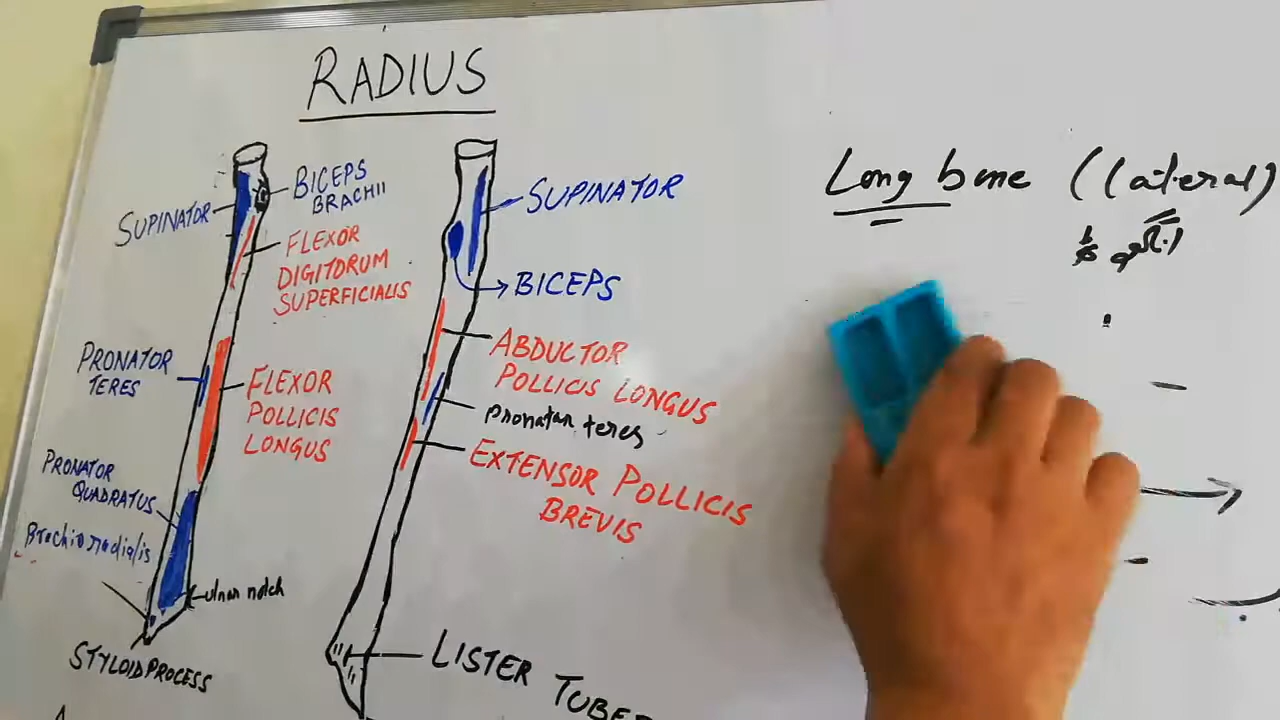 RADIUS
SUPINATOR
BICEPS
BRACHII
FLEXOR
DIGITORUM
SUPERFICIALIS
PRONATOR
TERES
FLEXOR
POLLICIS
LONGUS
PRONATOR
QUADRATUS
Brachioradialis
ulnar notch
STYLOID PROCESS
SUPINATOR
BICEPS
ABDUCTOR
POLLICIS LONGUS
Pronator teres
EXTENSOR POLLICIS
BREVIS
LISTER
Long bone (Lateral)